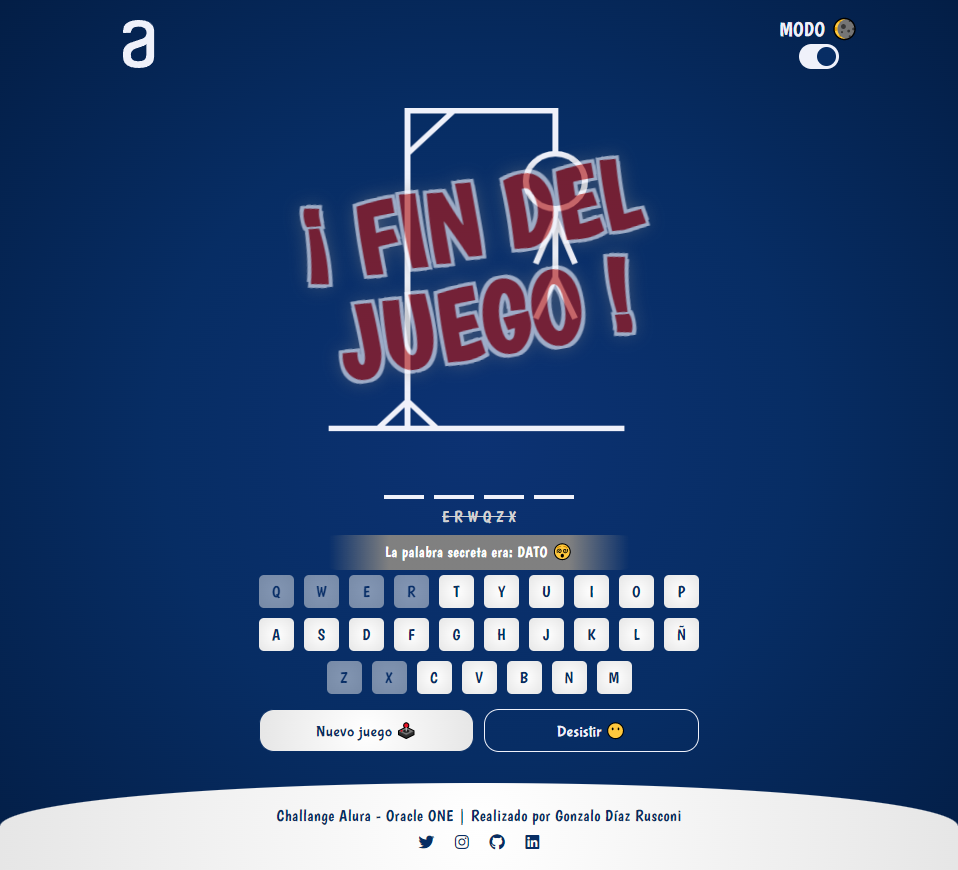 a
MODO
¡ FIN DEL
JUEGO !
E R W Q Z X
La palabra secreta era: DATO
Q W E R T Y U I O P
A S D F G H J K L Ñ
Z X C V B N M
Nuevo juego Desistir
Challange Alura - Oracle ONE | Realizado por Gonzalo Díaz Rusconi